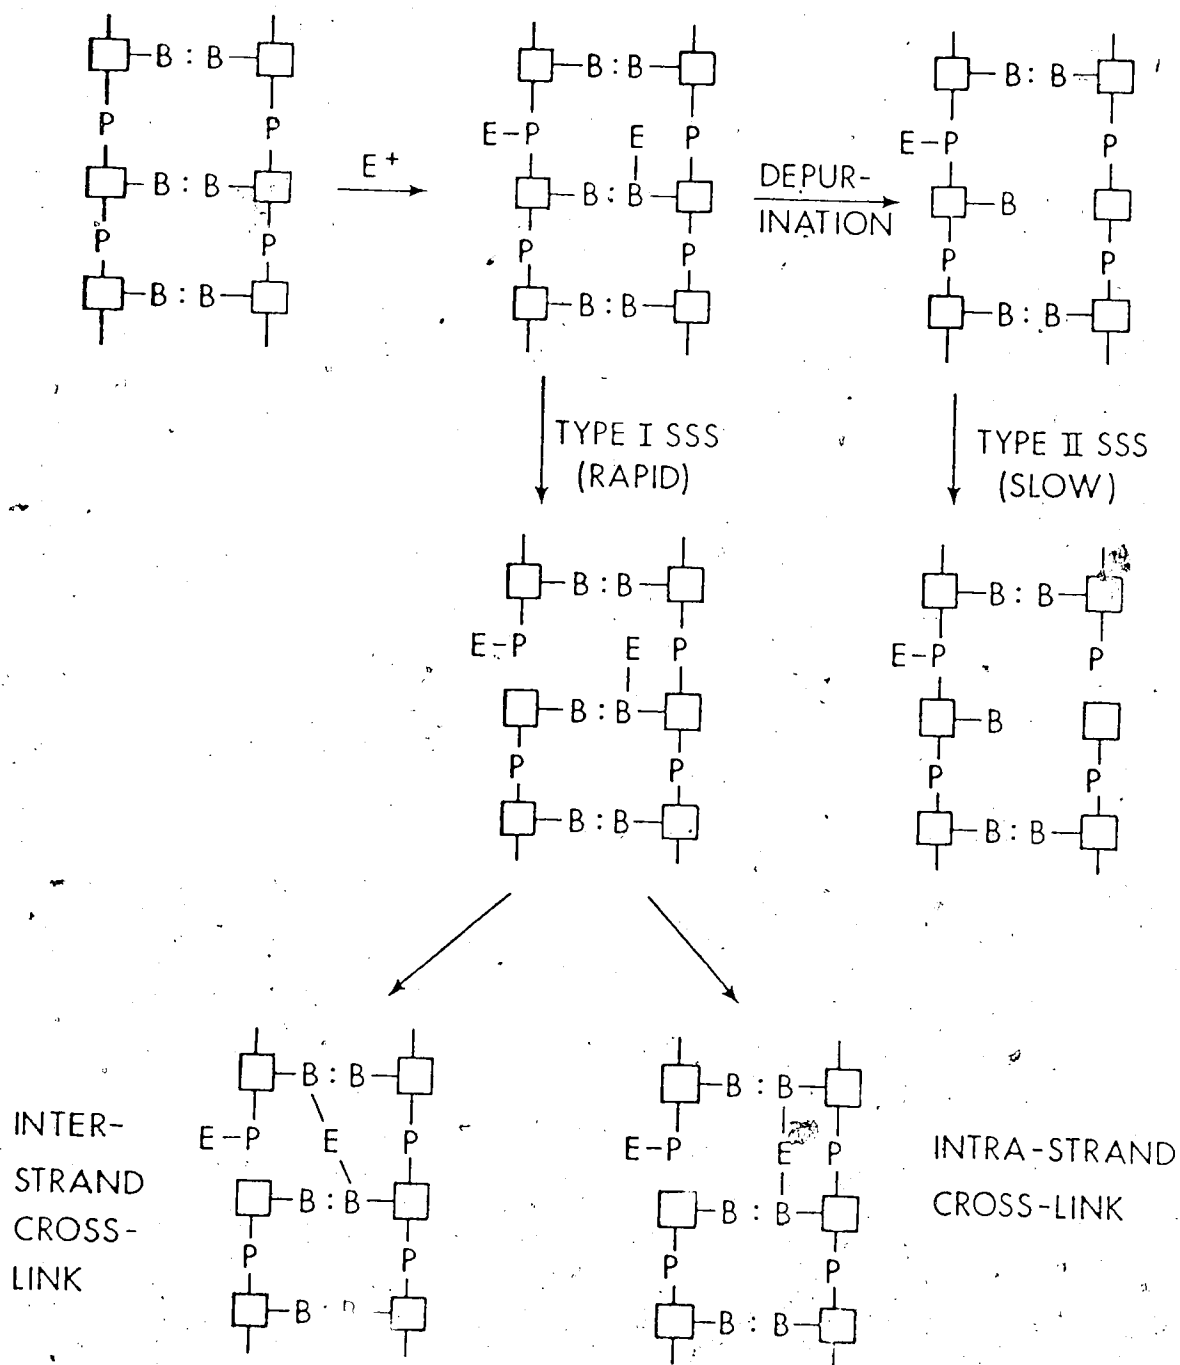 B : B B : B B : B
P P E-P E P E-P P
E+
B : B B : B DEPUR- B
INATION
P P P P P P
B : B B : B B : B
TYPE I SSS
(RAPID)
TYPE II SSS
(SLOW)
B : B B : B
E-P E P E-P P
B : B B
P P P P
B : B B : B
B : B B : B
INTER-
STRAND
CROSS-
LINK
E-P E P E-P E P
INTRA-STRAND
CROSS-LINK
B : B B : B
P P P P
B B : B